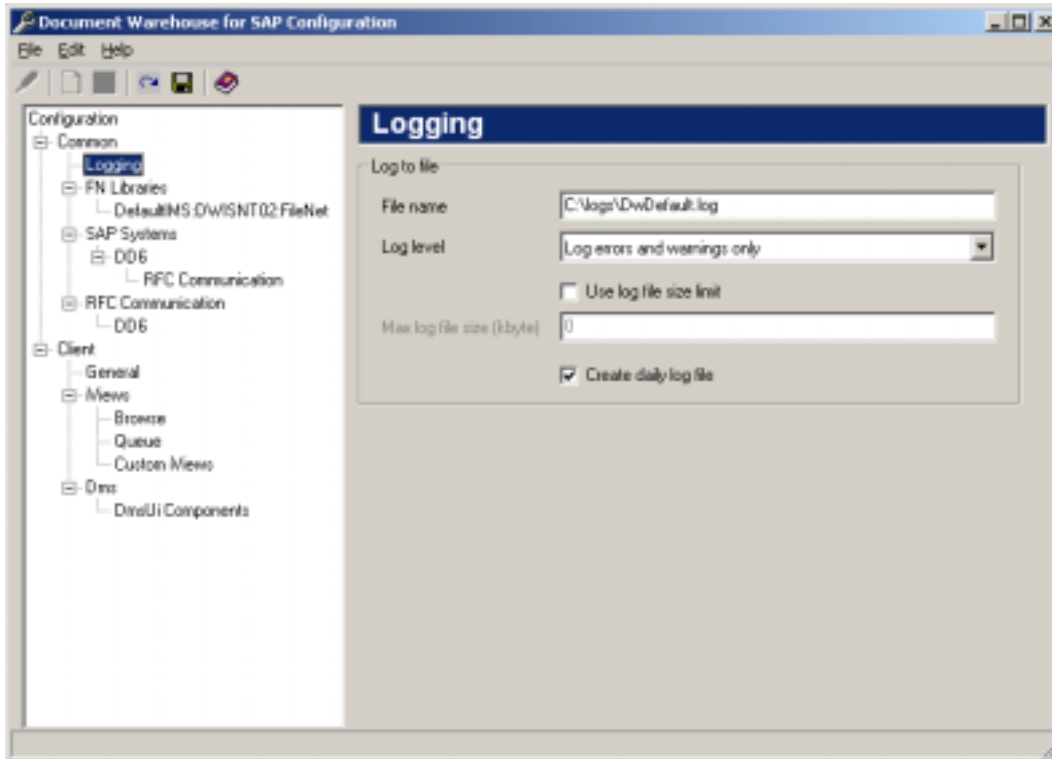 Document Warehouse for SAP Configuration
File Edit Help
Configuration
Common
Logging
FN Libraries
DefaultIMS:DWISNT02:FileNet
SAP Systems
DD6
RFC Communication
RFC Communication
DD6
Client
General
Views
Browse
Queue
Custom Views
Dms
DmsUi Components
Logging
Log to file
File name
C:\logs\DwDefault.log
Log level
Log errors and warnings only
Use log file size limit
Max log file size (kbyte)
0
Create daily log file